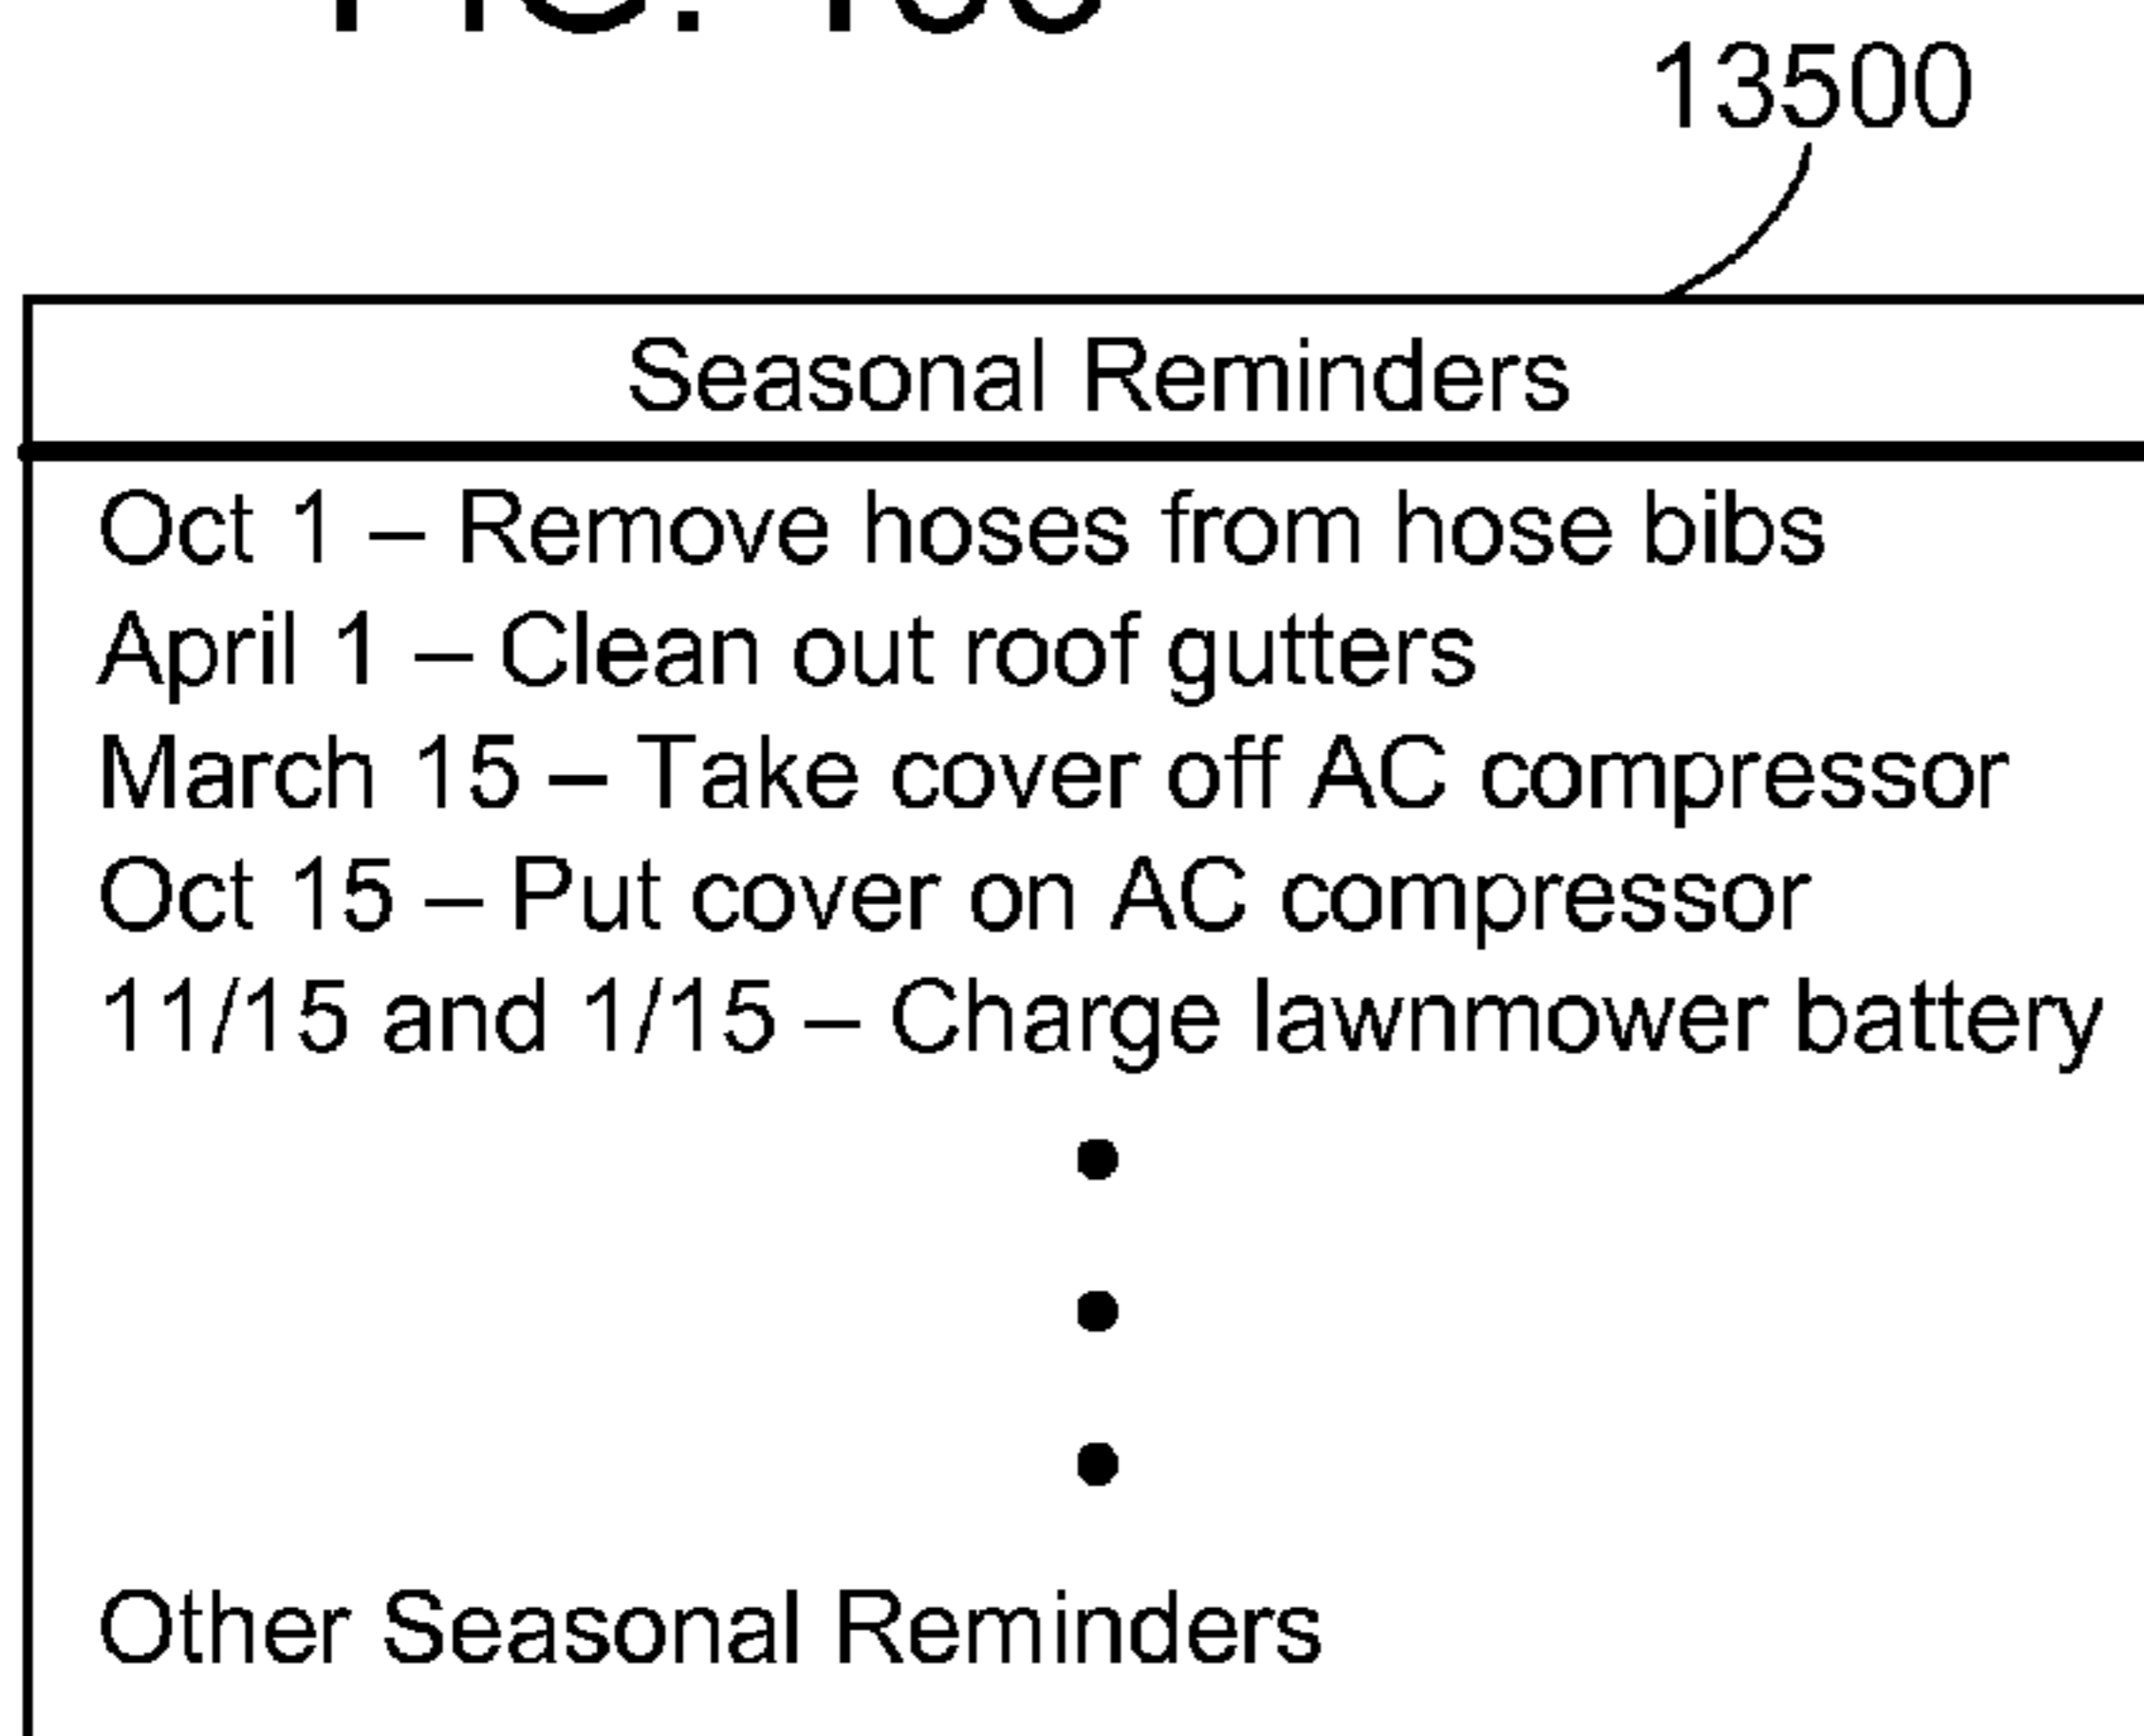 13500
Seasonal Reminders
Oct 1 – Remove hoses from hose bibs
April 1 – Clean out roof gutters
March 15 – Take cover off AC compressor
Oct 15 – Put cover on AC compressor
11/15 and 1/15 – Charge lawnmower battery
Other Seasonal Reminders